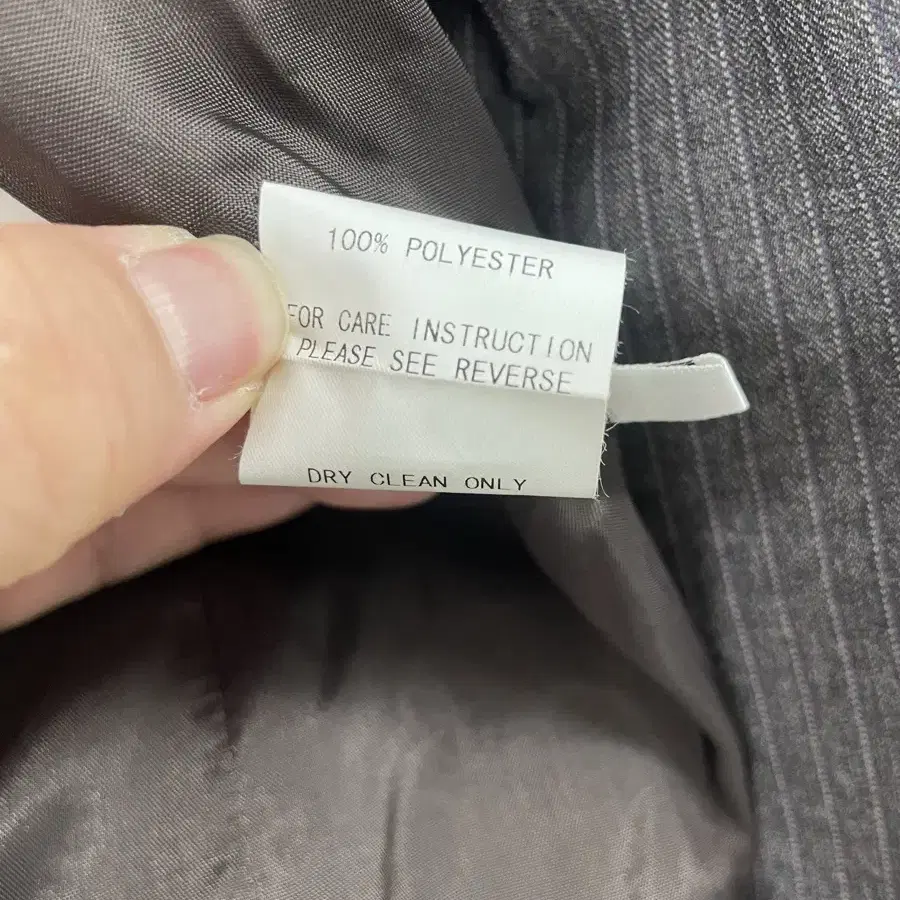 100% POLYESTER
FOR CARE INSTRUCTION
PLEASE SEE REVERSE
DRY CLEAN ONLY